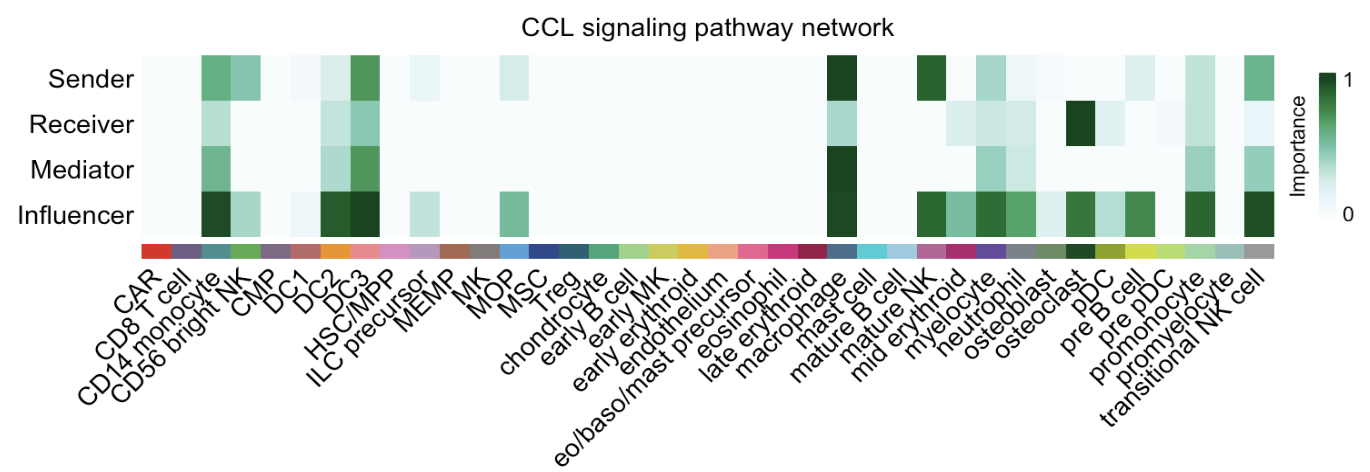 CCL signaling pathway network
Sender
Receiver
Mediator
Influencer
1
Importance
0
CAR
CD8 T cell
CD14 monocyte
CD56 bright NK
CMP
DC1
DC2
DC3
HSC/MPP
ILC precursor
MEMP
MK
MOP
MSC
Treg
chondrocyte
early B cell
early MK
early erythroid
endothelium
eo/baso/mast precursor
eosinophil
late erythroid
macrophage
mast cell
mature B cell
mature NK
mid erythroid
myelocyte
neutrophil
osteoblast
osteoclast
pDC
pre B cell
pre pDC
promonocyte
promyelocyte
transitional NK cell